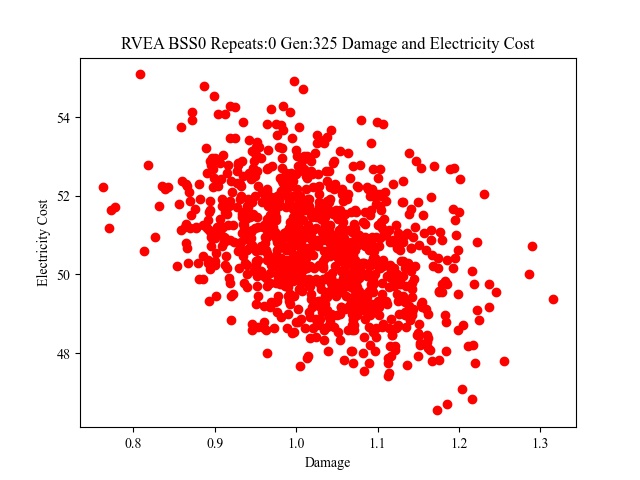 RVEA BSS0 Repeats:0 Gen:325 Damage and Electricity Cost
Electricity Cost
54
52
50
48
0.8 0.9 1.0 1.1 1.2 1.3
Damage